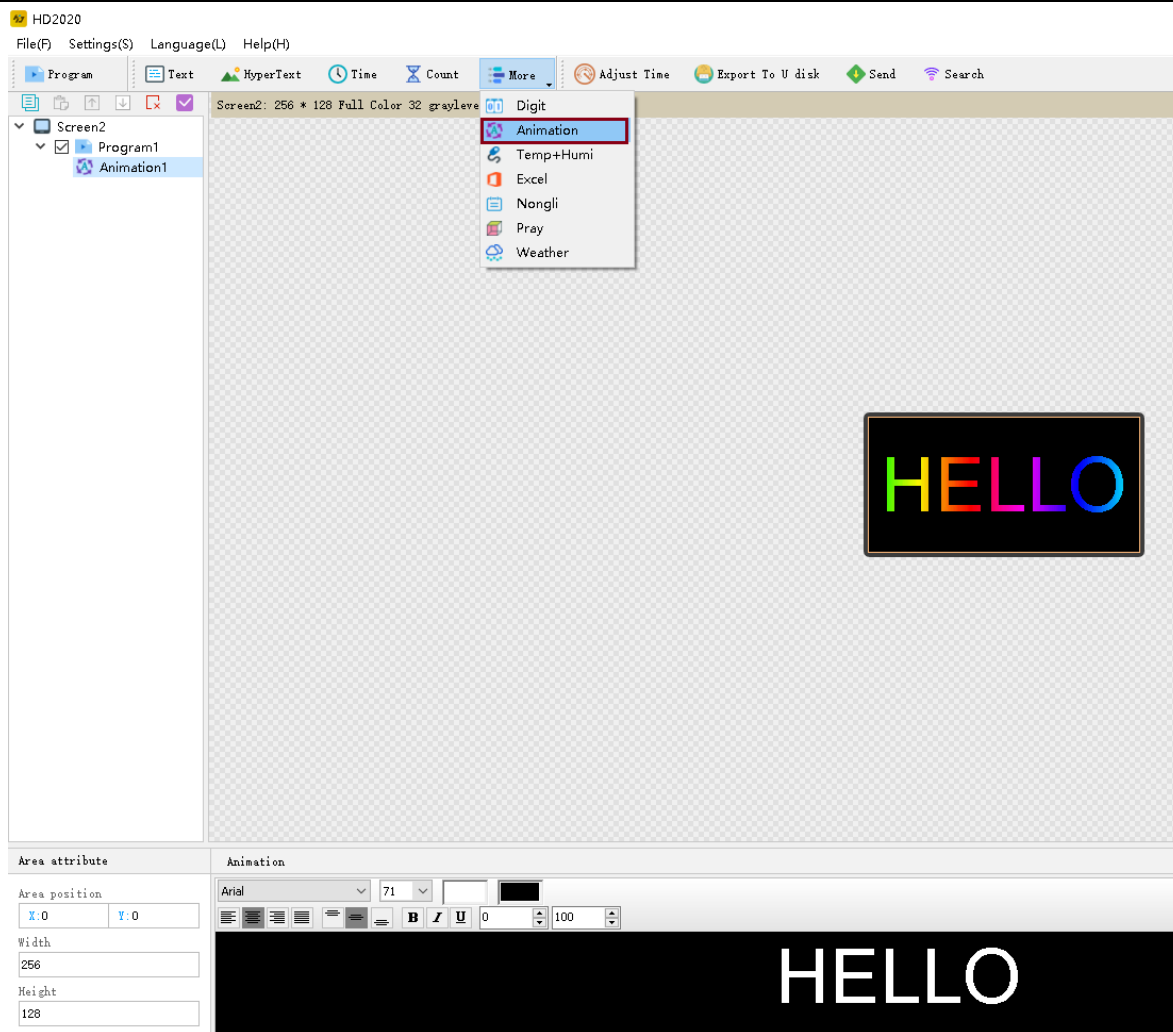 HD2020
File(F) Settings(S) Language(L) Help(H)
Program Text HyperText Time Count More Adjust Time Export To U disk Send Search
Screen2: 256 * 128 Full Color 32 grayleve
Digit
Animation
Temp+Humi
Excel
Nongli
Pray
Weather
Screen2
Program1
Animation1
HELLO
Area attribute
Area position
X:0 Y:0
Width
256
Height
128
Animation
Arial 71
B I U 0 100
HELLO